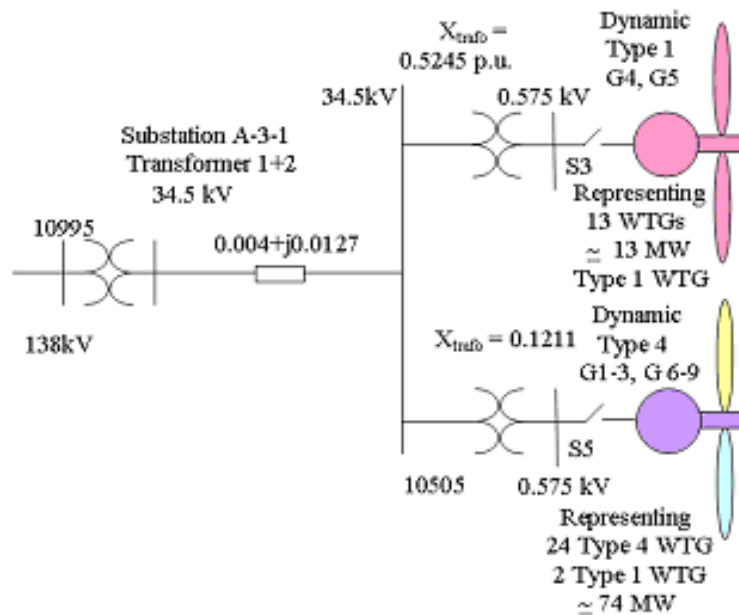 X_trafo =
0.5245 p.u.
Dynamic
Type 1
G4, G5
34.5kV
0.575 kV
Substation A-3-1
Transformer 1+2
34.5 kV
S3
Representing
13 WTGs
~ 13 MW
Type 1 WTG
10995
0.004+j0.0127
138kV
X_trafo = 0.1211
Dynamic
Type 4
G1-3, G 6-9
S5
10505
0.575 kV
Representing
24 Type 4 WTG
2 Type 1 WTG
~ 74 MW